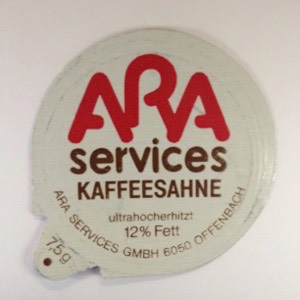 ARA
services
KAFFEESAHNE
ultrahocherhitzt
12% Fett
ARA SERVICES GMBH 6050 OFFENBACH
7,5g